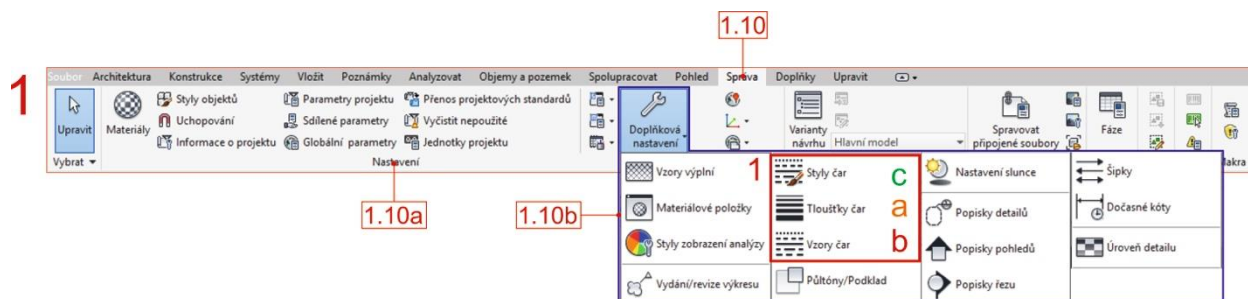 1.10
1
Soubor Architektura Konstrukce Systémy Vložit Poznámky Analyzovat Objemy a pozemek Spolupracovat Pohled Správa Doplňky Upravit
Styly objektů Parametry projektu Přenos projektových standardů
Upravit Materiály Uchopování Sdílené parametry Vyčistit nepoužité Doplňková nastavení Varianty návrhu Hlavní model Spravovat připojené soubory Fáze
Informace o projektu Globální parametry Jednotky projektu
Vybrat Nastavení Makra
1.10a
1.10b
Vzory výplní 1 Styly čar c Nastavení slunce Šipky
Materiálové položky Tloušťky čar a Popisky detailů Dočasné kóty
Styly zobrazení analýzy Vzory čar b Popisky pohledů Úroveň detailu
Vydání/revize výkresu Půltóny/Podklad Popisky řezu